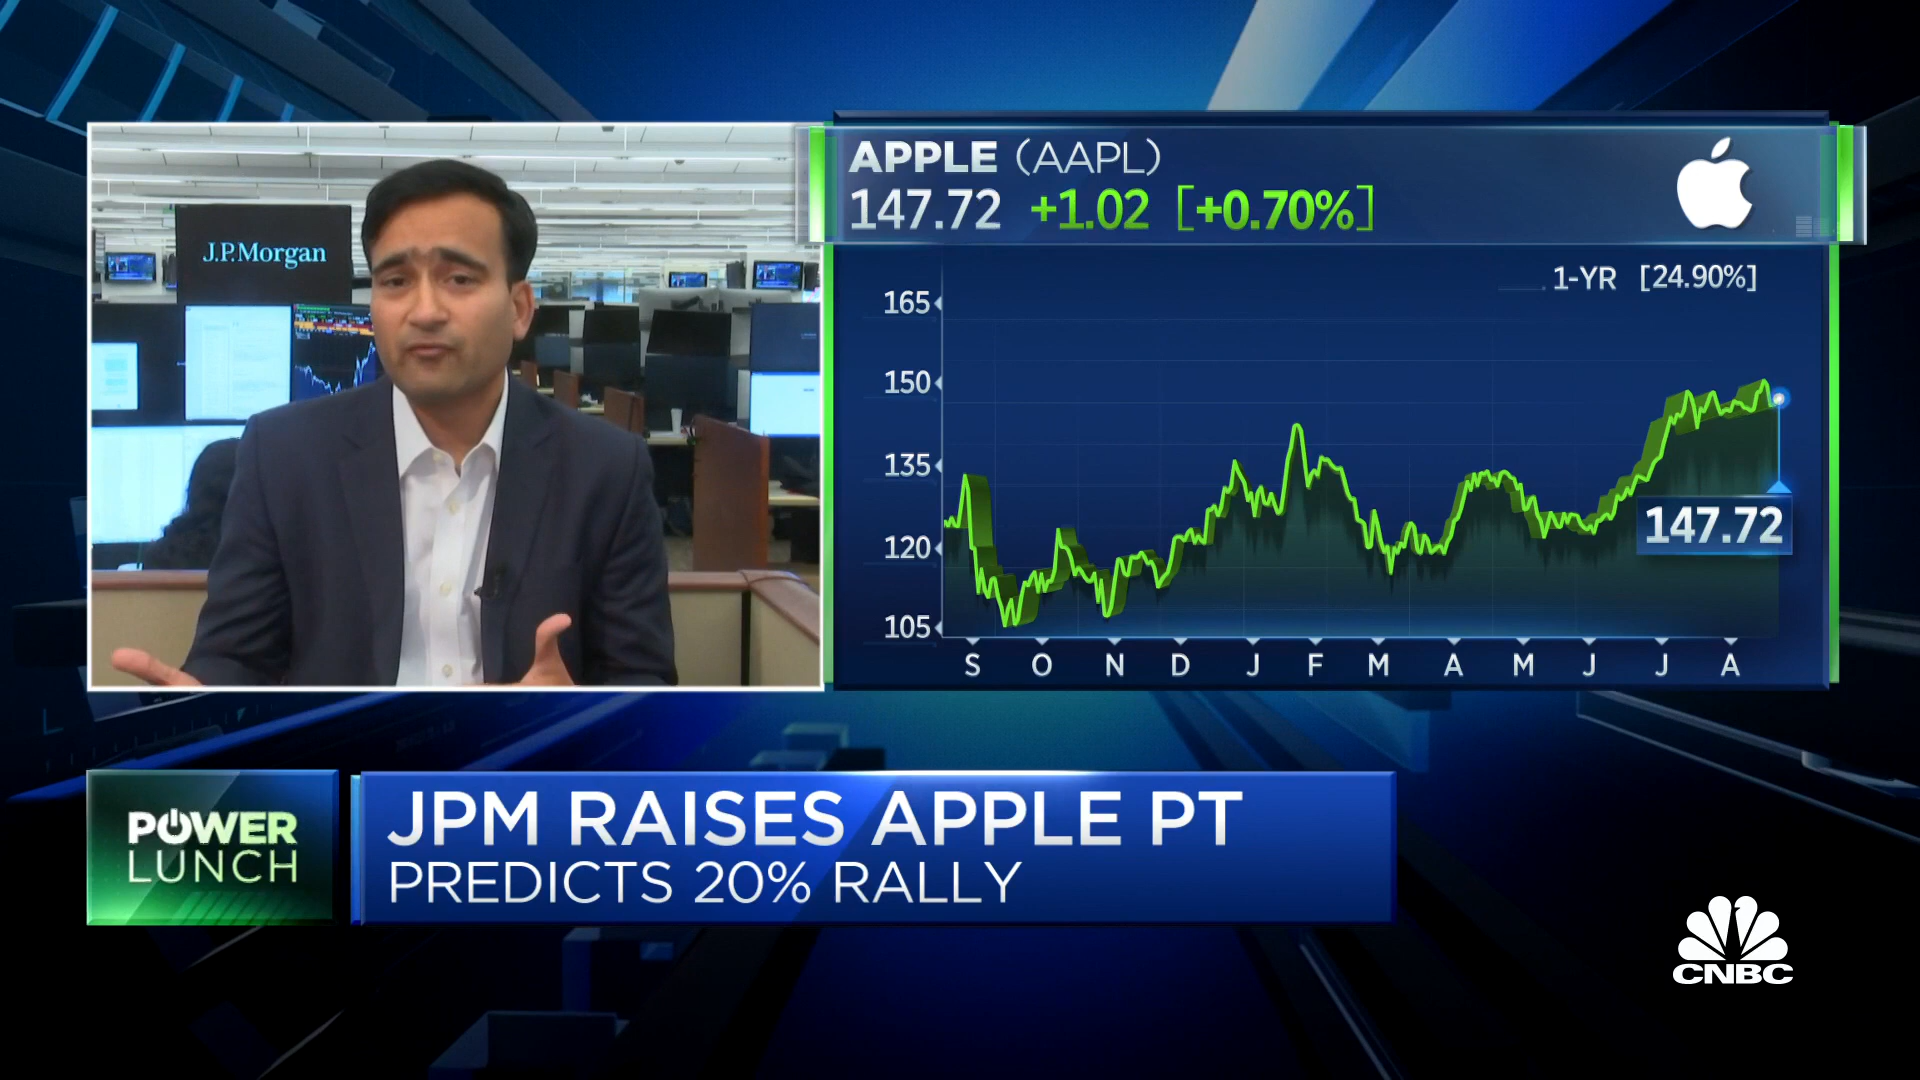 J.P.Morgan
APPLE (AAPL)
147.72 +1.02 [+0.70%]
1-YR [24.90%]
165
150
135
120
105
147.72
S O N D J F M A M J J A
POWER
LUNCH
JPM RAISES APPLE PT
PREDICTS 20% RALLY
CNBC